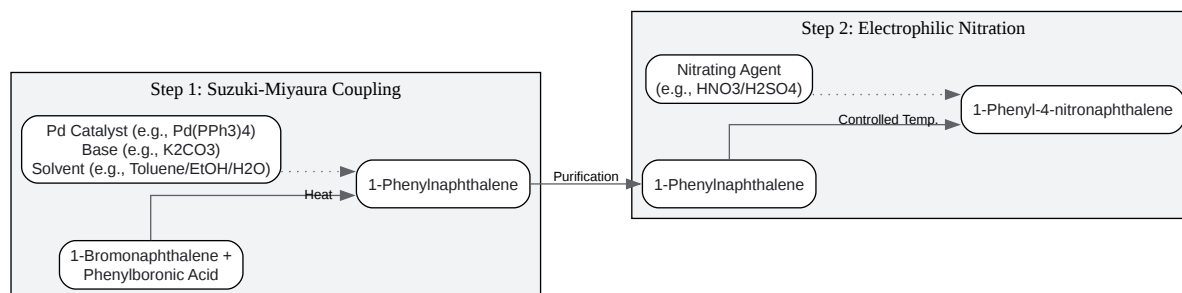 Step 1: Suzuki-Miyaura Coupling
Pd Catalyst (e.g., Pd(PPh3)4)
Base (e.g., K2CO3)
Solvent (e.g., Toluene/EtOH/H2O)
1-Bromonaphthalene +
Phenylboronic Acid
Heat
1-Phenylnaphthalene
Purification
Step 2: Electrophilic Nitration
Nitrating Agent
(e.g., HNO3/H2SO4)
1-Phenylnaphthalene
Controlled Temp.
1-Phenyl-4-nitronaphthalene